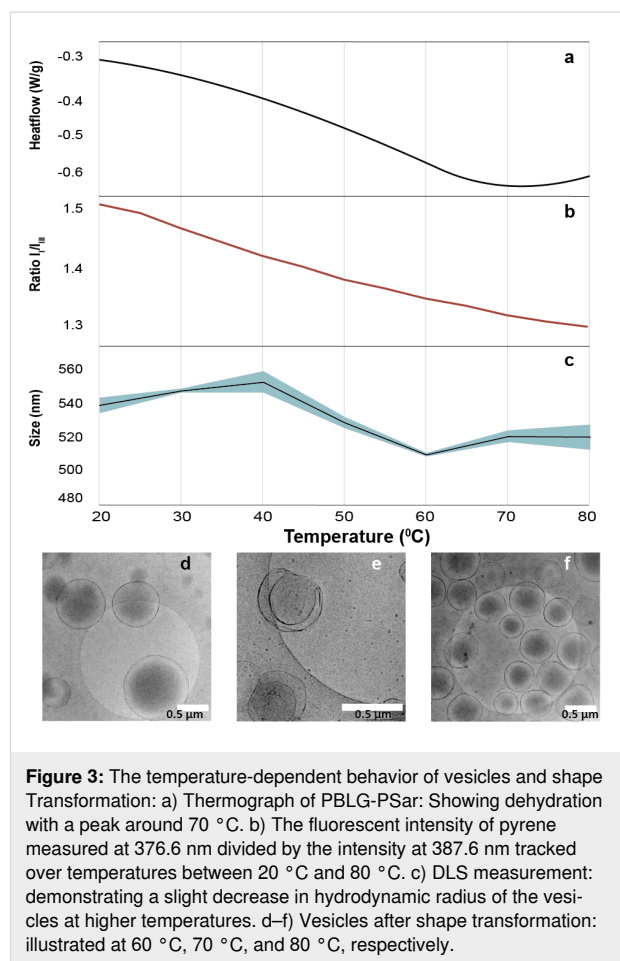 a
Heatflow (W/g)
-0.3
-0.4
-0.5
-0.6
b
Ratio I_I/I_III
1.5
1.4
1.3
c
Size (nm)
560
540
520
500
480
20 30 40 50 60 70 80
Temperature (⁰C)
d e f
0.5 µm 0.5 µm 0.5 µm
Figure 3: The temperature-dependent behavior of vesicles and shape
Transformation: a) Thermograph of PBLG-PSar: Showing dehydration
with a peak around 70 °C. b) The fluorescent intensity of pyrene
measured at 376.6 nm divided by the intensity at 387.6 nm tracked
over temperatures between 20 °C and 80 °C. c) DLS measurement:
demonstrating a slight decrease in hydrodynamic radius of the vesi-
cles at higher temperatures. d–f) Vesicles after shape transformation:
illustrated at 60 °C, 70 °C, and 80 °C, respectively.